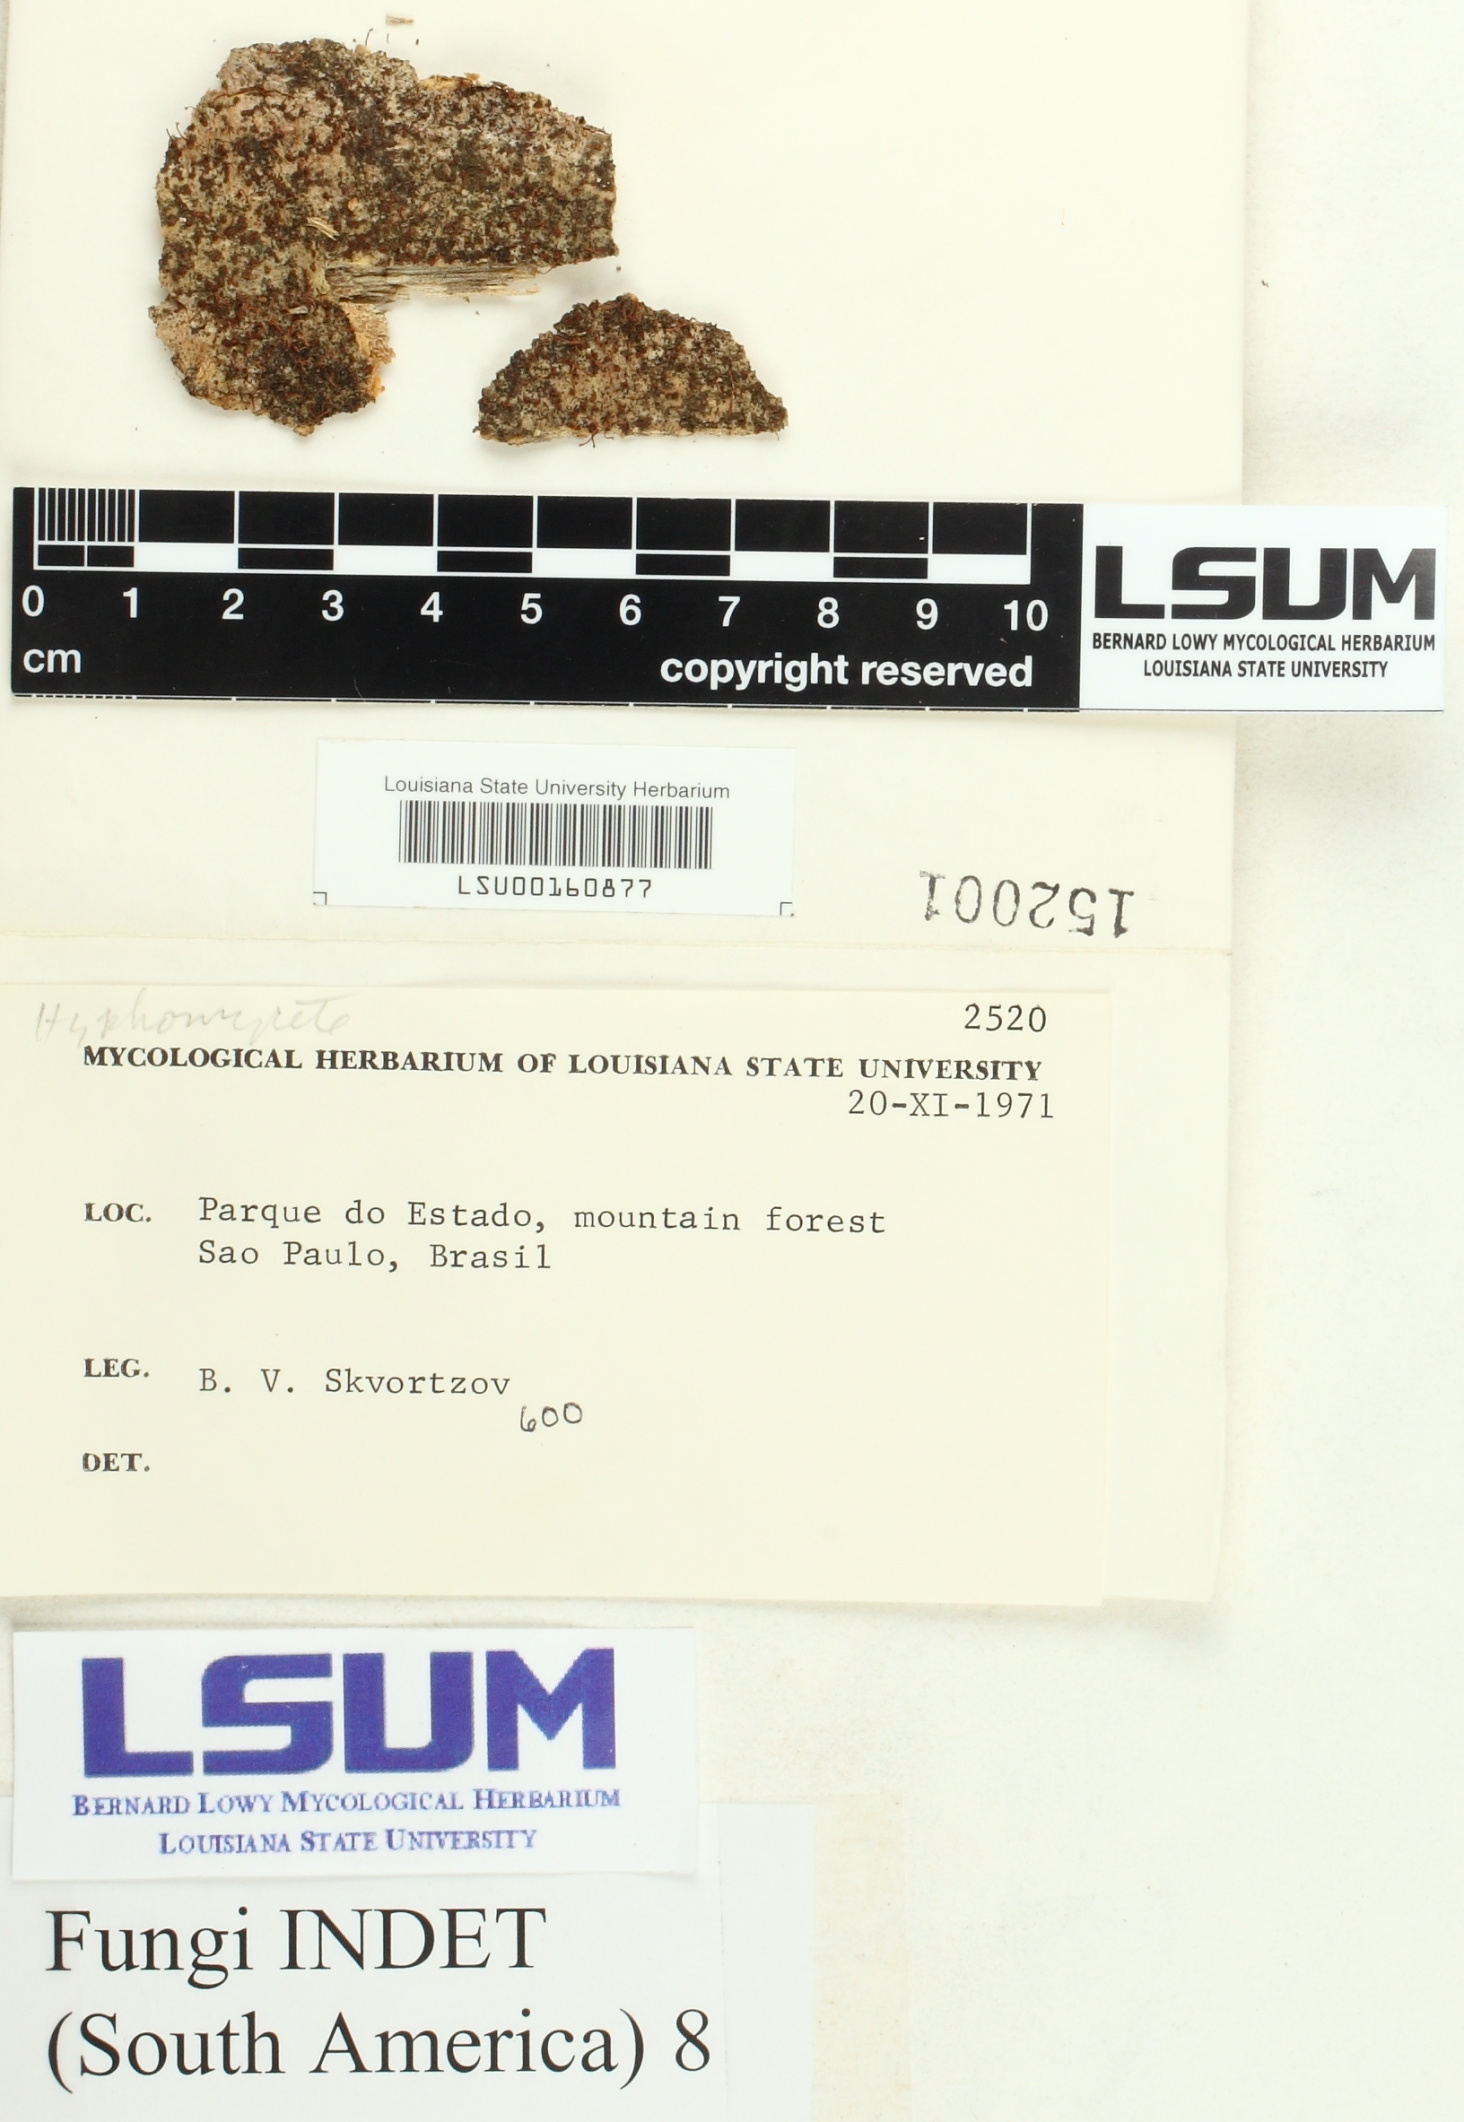 0 1 2 3 4 5 6 7 8 9 10
cm copyright reserved
LSUM
BERNARD LOWY MYCOLOGICAL HERBARIUM
LOUISIANA STATE UNIVERSITY
Louisiana State University Herbarium
LSU00160877
152001
Hyphomycete
2520
MYCOLOGICAL HERBARIUM OF LOUISIANA STATE UNIVERSITY
20-XI-1971
LOC. Parque do Estado, mountain forest
Sao Paulo, Brasil
LEG. B. V. Skvortzov
600
DET.
LSUM
BERNARD LOWY MYCOLOGICAL HERBARIUM
LOUISIANA STATE UNIVERSITY
Fungi INDET
(South America) 8